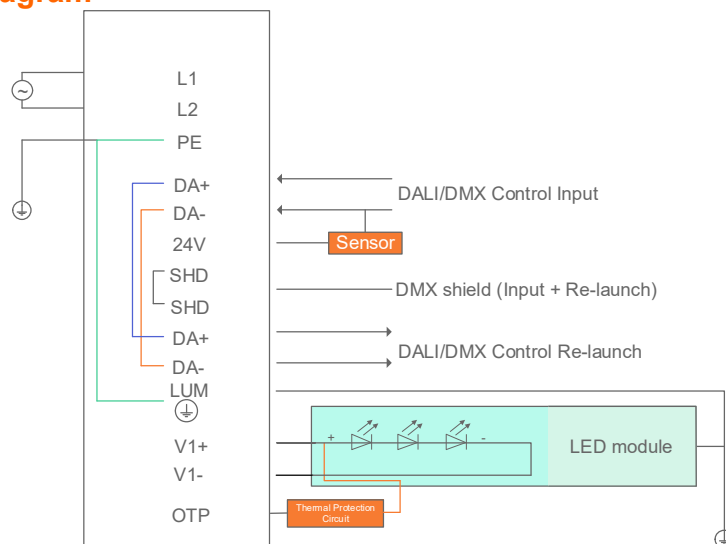 L1
L2
PE
DA+
DALI/DMX Control Input
DA-
24V
Sensor
SHD
DMX shield (Input + Re-launch)
SHD
DA+
DALI/DMX Control Re-launch
DA-
LUM
+
-
V1+
LED module
V1-
Thermal Protection
Circuit
OTP